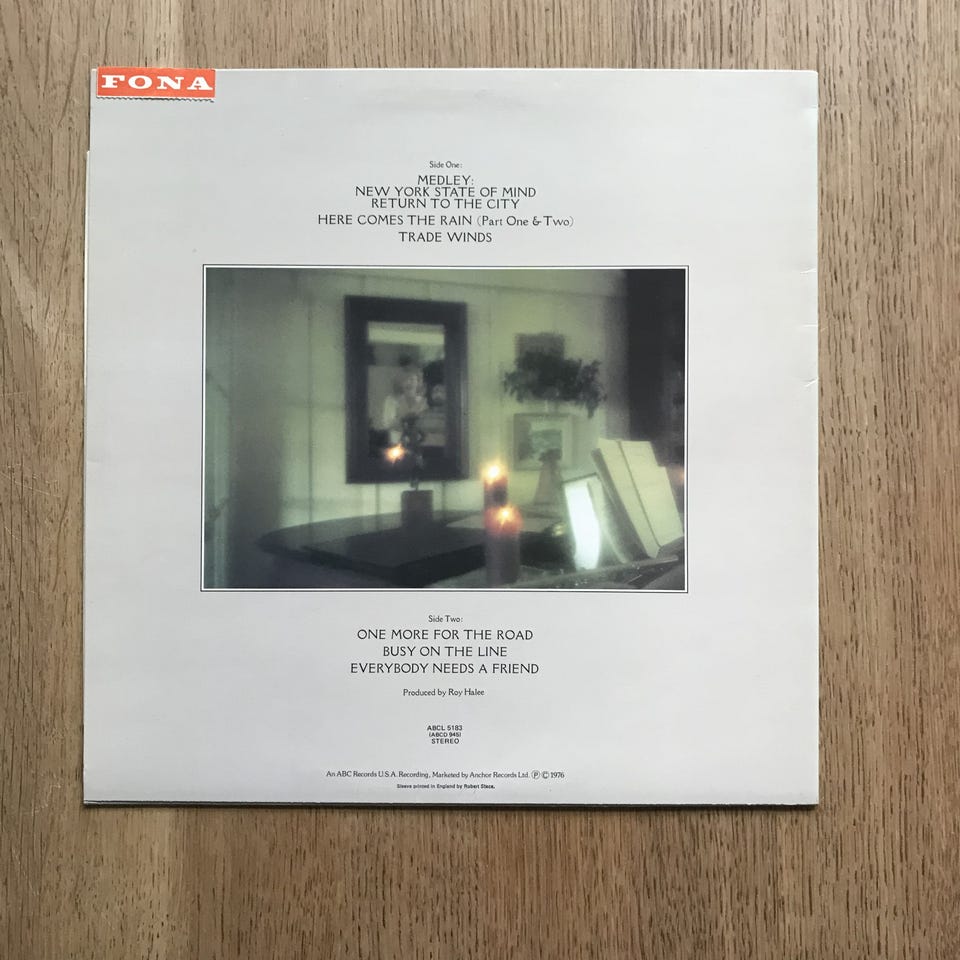 FONA
Side One:
MEDLEY:
NEW YORK STATE OF MIND
RETURN TO THE CITY
HERE COMES THE RAIN (Part One & Two)
TRADE WINDS
Side Two:
ONE MORE FOR THE ROAD
BUSY ON THE LINE
EVERYBODY NEEDS A FRIEND
Produced by Roy Halee
ABCL 5183
(ABCD 945)
STEREO
An ABC Records U.S.A. Recording, Marketed by Anchor Records Ltd. ℗ © 1976
Sleeve printed in England by Robert Stace.